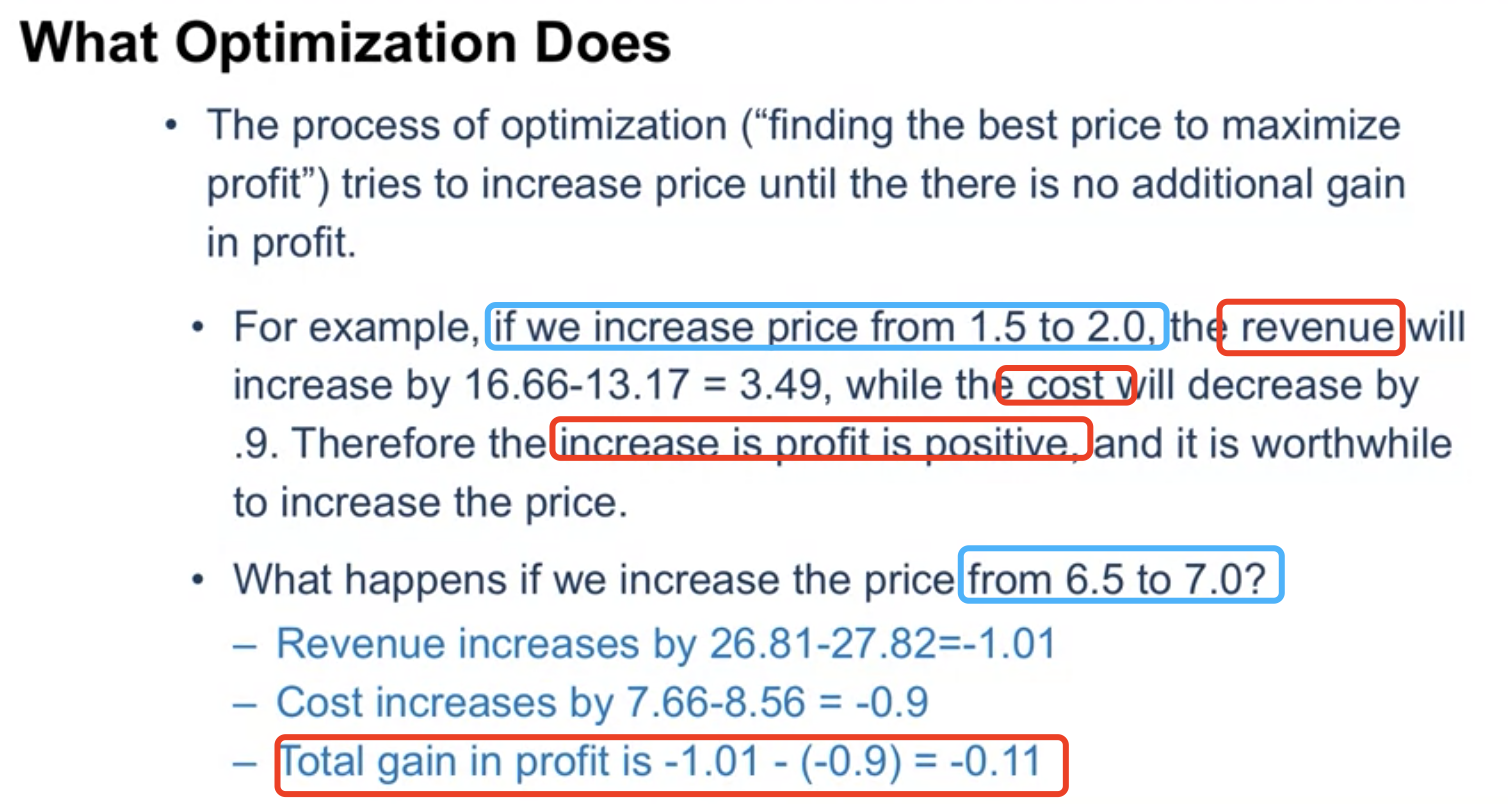 What Optimization Does
• The process of optimization (“finding the best price to maximize
profit”) tries to increase price until the there is no additional gain
in profit.
• For example, if we increase price from 1.5 to 2.0, the revenue will
increase by 16.66-13.17 = 3.49, while the cost will decrease by
.9. Therefore the increase is profit is positive, and it is worthwhile
to increase the price.
• What happens if we increase the price from 6.5 to 7.0?
– Revenue increases by 26.81-27.82=-1.01
– Cost increases by 7.66-8.56 = -0.9
– Total gain in profit is -1.01 - (-0.9) = -0.11